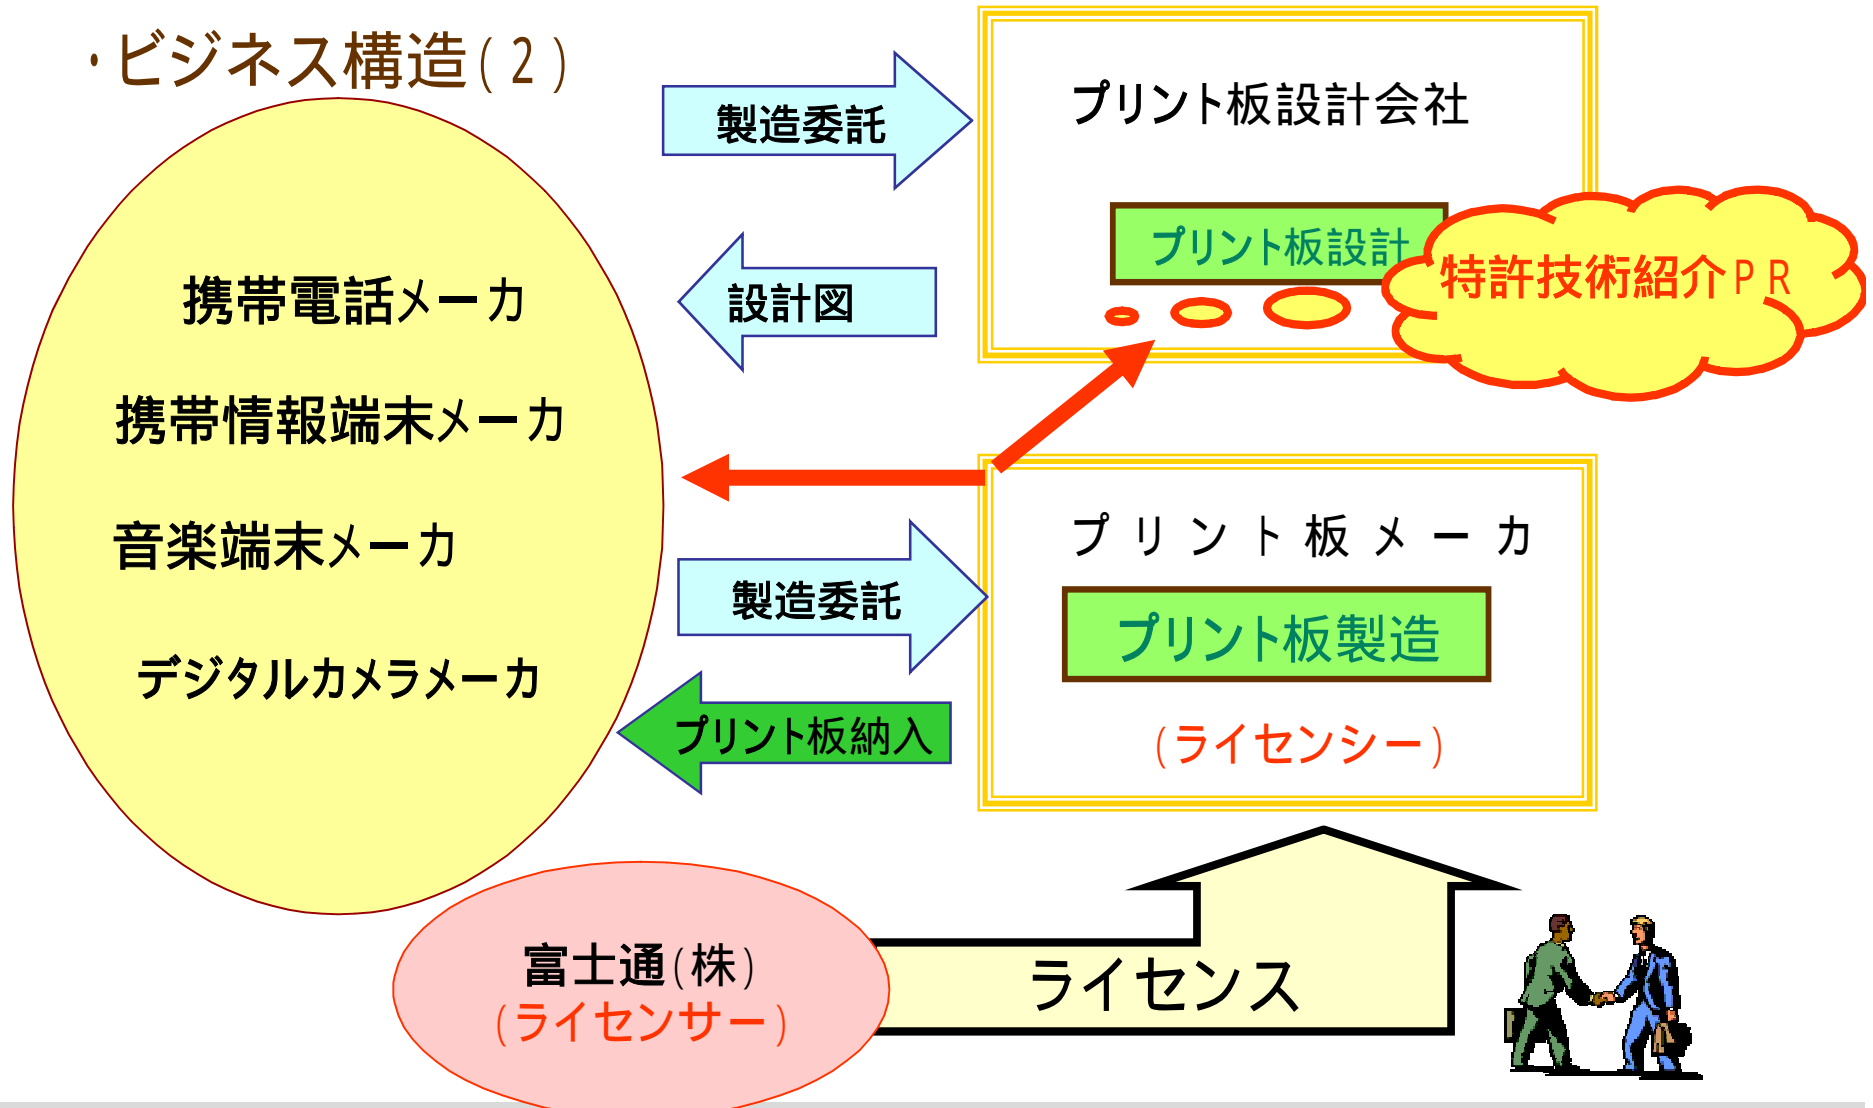 ・ビジネス構造(2)
製造委託
プリント板設計会社
プリント板設計
特許技術紹介PR
設計図
携帯電話メーカ
携帯情報端末メーカ
音楽端末メーカ
デジタルカメラメーカ
プリント板メーカ
製造委託
プリント板製造
プリント板納入
(ライセンシー)
富士通(株)
(ライセンサー)
ライセンス